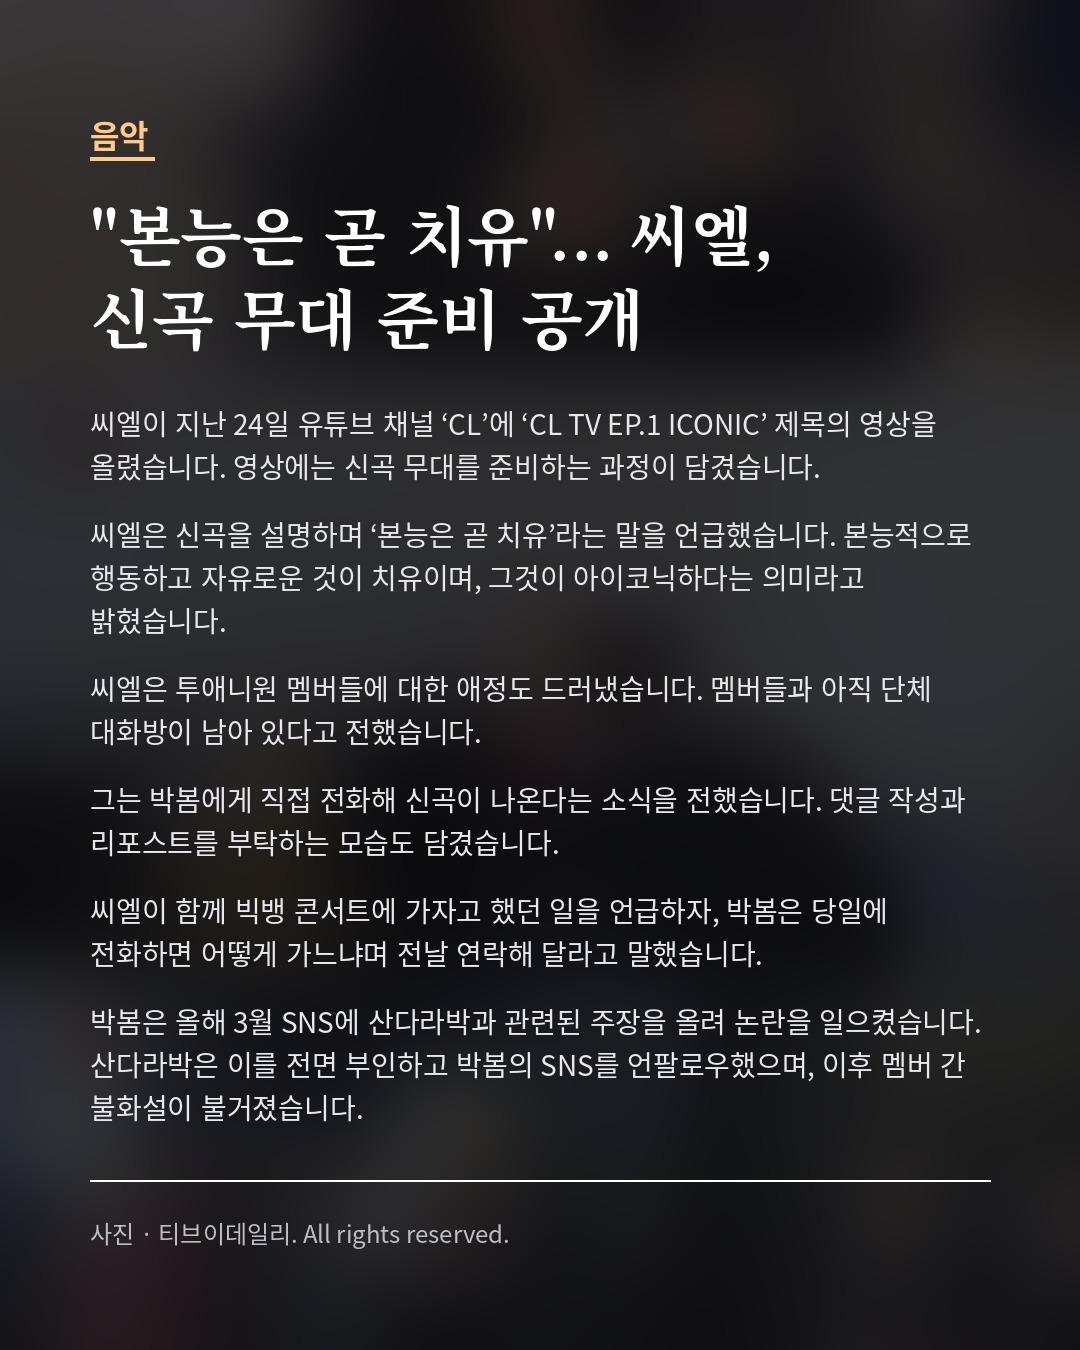 음악
"본능은 곧 치유"... 씨엘,
신곡 무대 준비 공개
씨엘이 지난 24일 유튜브 채널 ‘CL’에 ‘CL TV EP.1 ICONIC’ 제목의 영상을
올렸습니다. 영상에는 신곡 무대를 준비하는 과정이 담겼습니다.
씨엘은 신곡을 설명하며 ‘본능은 곧 치유’라는 말을 언급했습니다. 본능적으로
행동하고 자유로운 것이 치유이며, 그것이 아이코닉하다는 의미라고
밝혔습니다.
씨엘은 투애니원 멤버들에 대한 애정도 드러냈습니다. 멤버들과 아직 단체
대화방이 남아 있다고 전했습니다.
그는 박봄에게 직접 전화해 신곡이 나온다는 소식을 전했습니다. 댓글 작성과
리포스트를 부탁하는 모습도 담겼습니다.
씨엘이 함께 빅뱅 콘서트에 가자고 했던 일을 언급하자, 박봄은 당일에
전화하면 어떻게 가느냐며 전날 연락해 달라고 말했습니다.
박봄은 올해 3월 SNS에 산다라박과 관련된 주장을 올려 논란을 일으켰습니다.
산다라박은 이를 전면 부인하고 박봄의 SNS를 언팔로우했으며, 이후 멤버 간
불화설이 불거졌습니다.
사진 · 티브이데일리. All rights reserved.